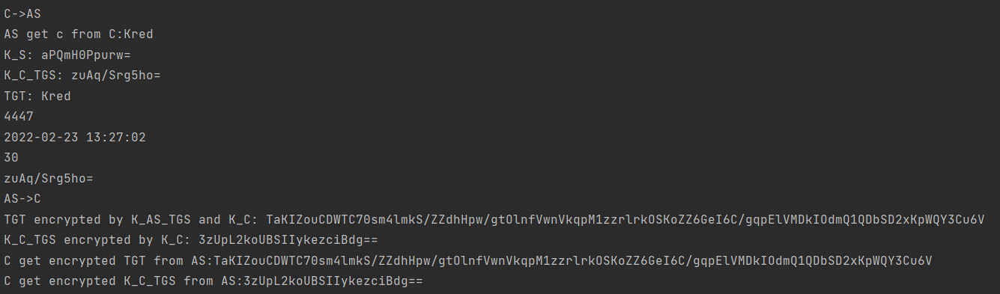 C->AS
AS get c from C:Kred
K_S: aPQmH0Ppurw=
K_C_TGS: zuAq/Srg5ho=
TGT: Kred
4447
2022-02-23 13:27:02
30
zuAq/Srg5ho=
AS->C
TGT encrypted by K_AS_TGS and K_C: TaKIZouCDWTC70sm4lmkS/ZZdhHpw/gtOlnfVwnVkqpM1zzrlrkOSKoZZ6GeI6C/gqpElVMDkIOdmQ1QDbSD2xKpWQY3Cu6V
K_C_TGS encrypted by K_C: 3zUpL2koUBSIIykezciBdg==
C get encrypted TGT from AS:TaKIZouCDWTC70sm4lmkS/ZZdhHpw/gtOlnfVwnVkqpM1zzrlrkOSKoZZ6GeI6C/gqpElVMDkIOdmQ1QDbSD2xKpWQY3Cu6V
C get encrypted K_C_TGS from AS:3zUpL2koUBSIIykezciBdg==